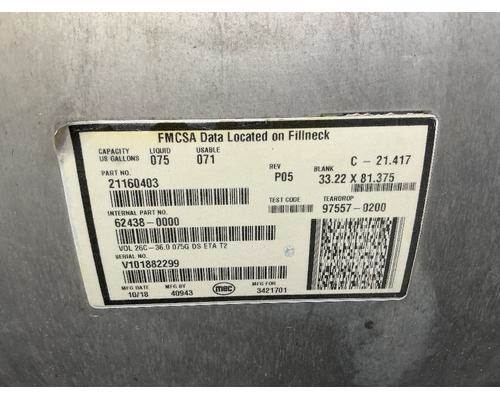 FMCSA Data Located on Fillneck
CAPACITY LIQUID USABLE
US GALLONS 075 071 C - 21.417
PART NO. REV BLANK
21160403 P05 33.22 X 81.375
INTERNAL PART NO. TEST CODE TEARDROP
62438-0000 97557-0200
VOL 26C-36.0 075G DS ETA T2
SERIAL NO.
V101882299
MFG DATE MFG BY MFG FOR
10/18 40943 mec 3421701